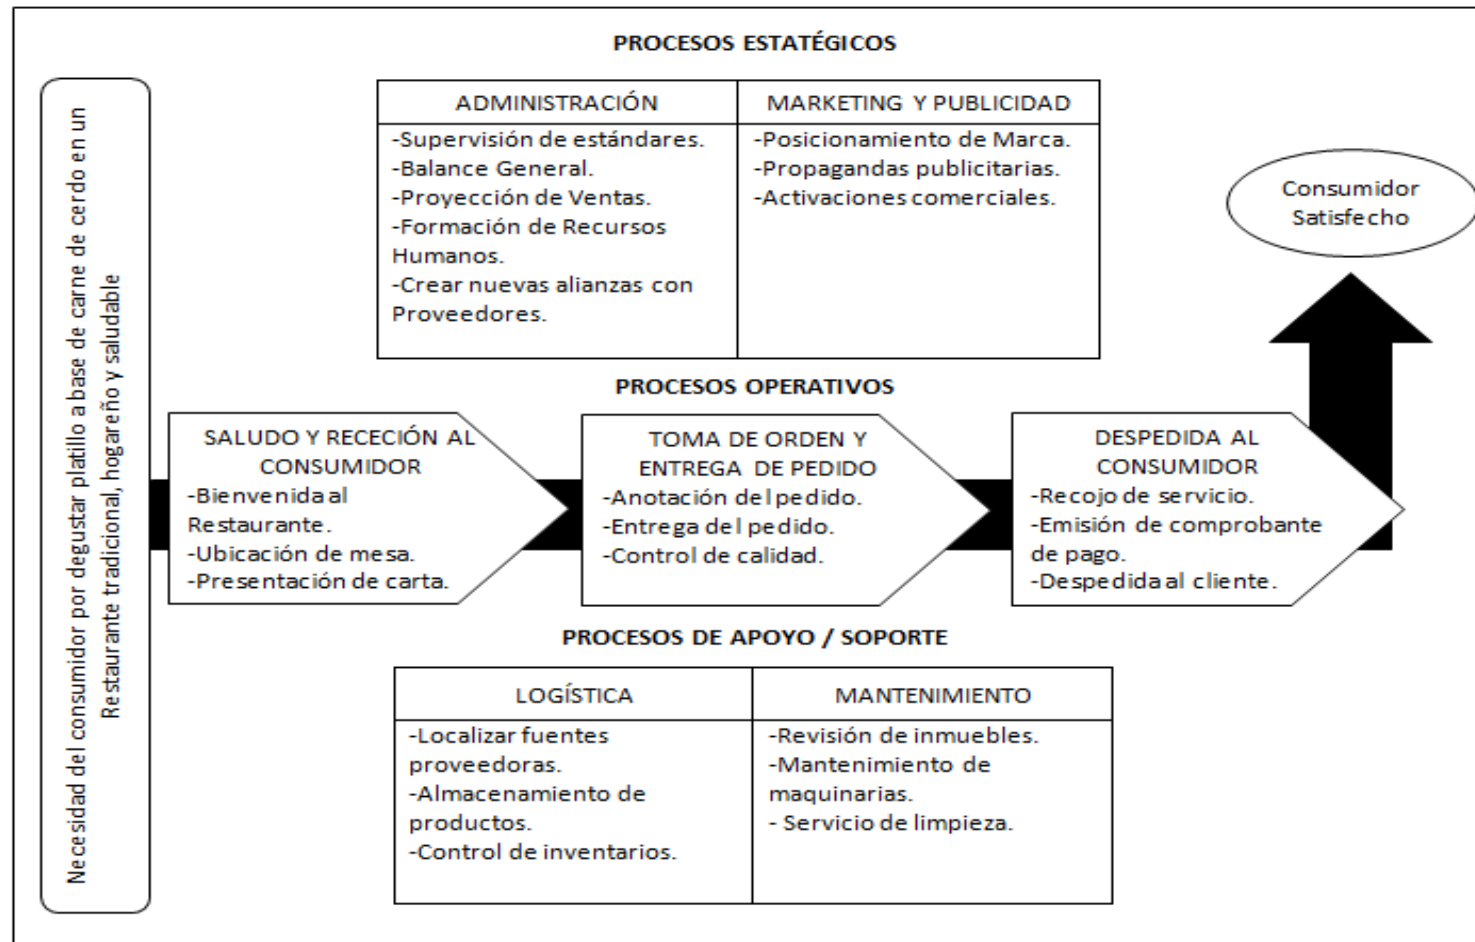 PROCESOS ESTATÉGICOS
Necesidad del consumidor por degustar platillo a base de carne de cerdo en un
Restaurante tradicional, hogareño y saludable
ADMINISTRACIÓN
-Supervisión de estándares.
-Balance General.
-Proyección de Ventas.
-Formación de Recursos
Humanos.
-Crear nuevas alianzas con
Proveedores.
MARKETING Y PUBLICIDAD
-Posicionamiento de Marca.
-Propagandas publicitarias.
-Activaciones comerciales.
Consumidor
Satisfecho
PROCESOS OPERATIVOS
SALUDO Y RECECIÓN AL
CONSUMIDOR
-Bienvenida al
Restaurante.
-Ubicación de mesa.
-Presentación de carta.
TOMA DE ORDEN Y
ENTREGA DE PEDIDO
-Anotación del pedido.
-Entrega del pedido.
-Control de calidad.
DESPEDIDA AL
CONSUMIDOR
-Recojo de servicio.
-Emisión de comprobante
de pago.
-Despedida al cliente.
PROCESOS DE APOYO / SOPORTE
LOGÍSTICA
-Localizar fuentes
proveedoras.
-Almacenamiento de
productos.
-Control de inventarios.
MANTENIMIENTO
-Revisión de inmuebles.
-Mantenimiento de
maquinarias.
- Servicio de limpieza.